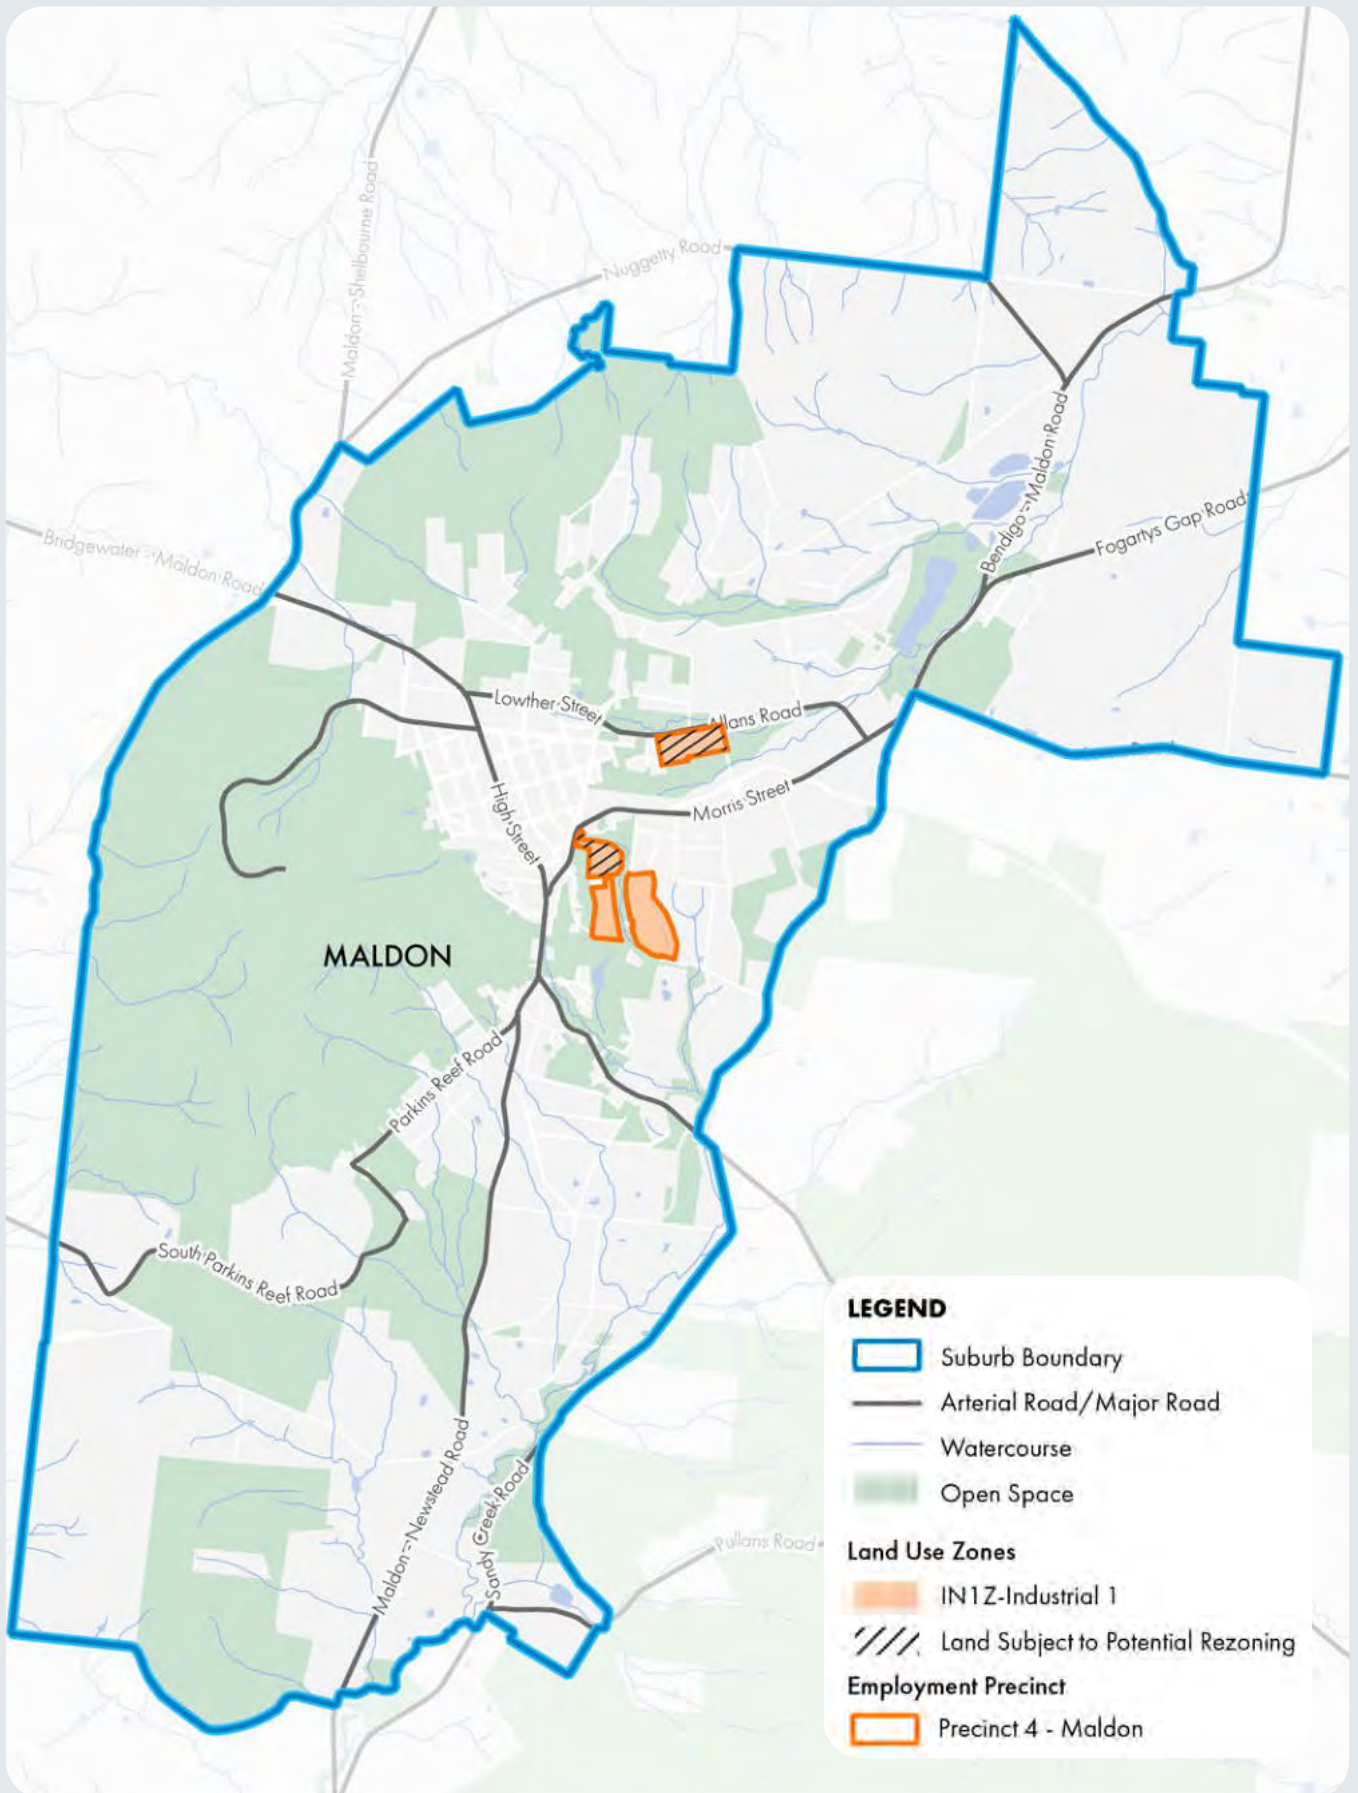 Maldon - Shelbourne Road
Nuggetty Road
Bendigo - Maldon Road
Fogartys Gap Road
Bridgewater - Maldon Road
Lowther Street
Allans Road
High Street
Morris Street
MALDON
Parkins Reef Road
South Parkins Reef Road
Maldon - Newstead Road
Sandy Creek Road
Pullans Road
LEGEND
Suburb Boundary
Arterial Road/Major Road
Watercourse
Open Space
Land Use Zones
IN1Z-Industrial 1
Land Subject to Potential Rezoning
Employment Precinct
Precinct 4 - Maldon